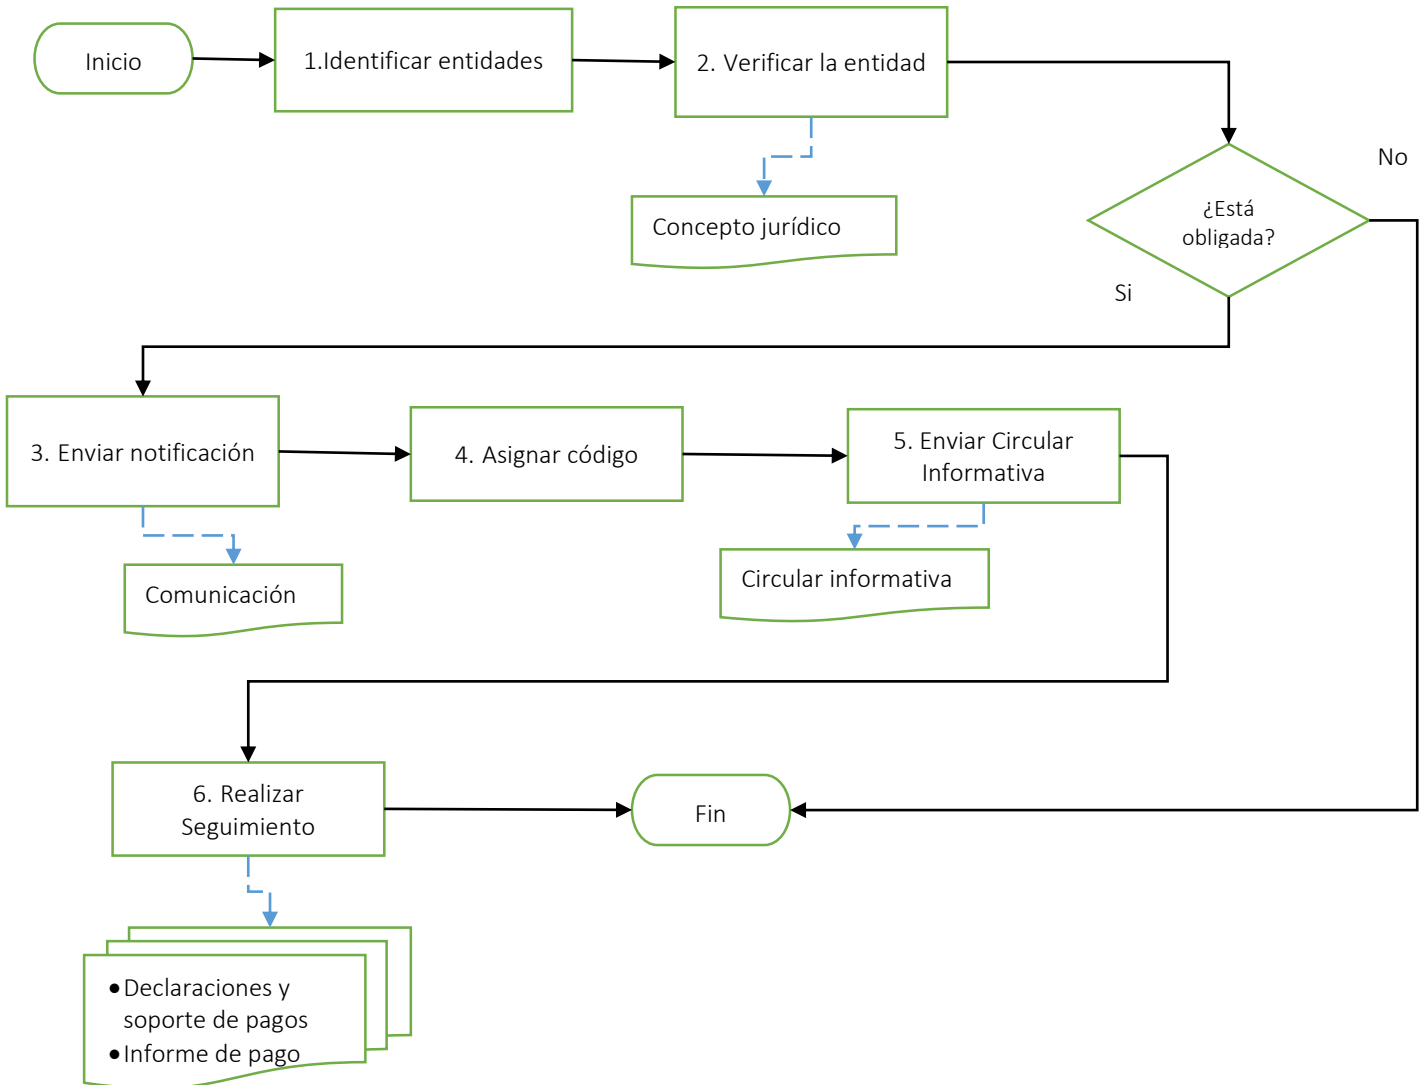 Inicio
1.Identificar entidades
2. Verificar la entidad
No
¿Está
obligada?
Concepto jurídico
Si
3. Enviar notificación
4. Asignar código
5. Enviar Circular
Informativa
Comunicación
Circular informativa
6. Realizar
Seguimiento
Fin
•Declaraciones y
soporte de pagos
•Informe de pago